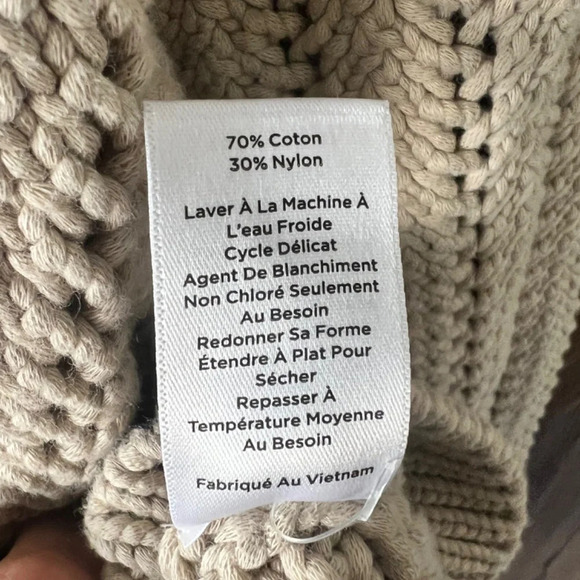 70% Coton
30% Nylon
Laver À La Machine À
L'eau Froide
Cycle Délicat
Agent De Blanchiment
Non Chloré Seulement
Au Besoin
Redonner Sa Forme
Étendre À Plat Pour
Sécher
Repasser À
Température Moyenne
Au Besoin
Fabriqué Au Vietnam